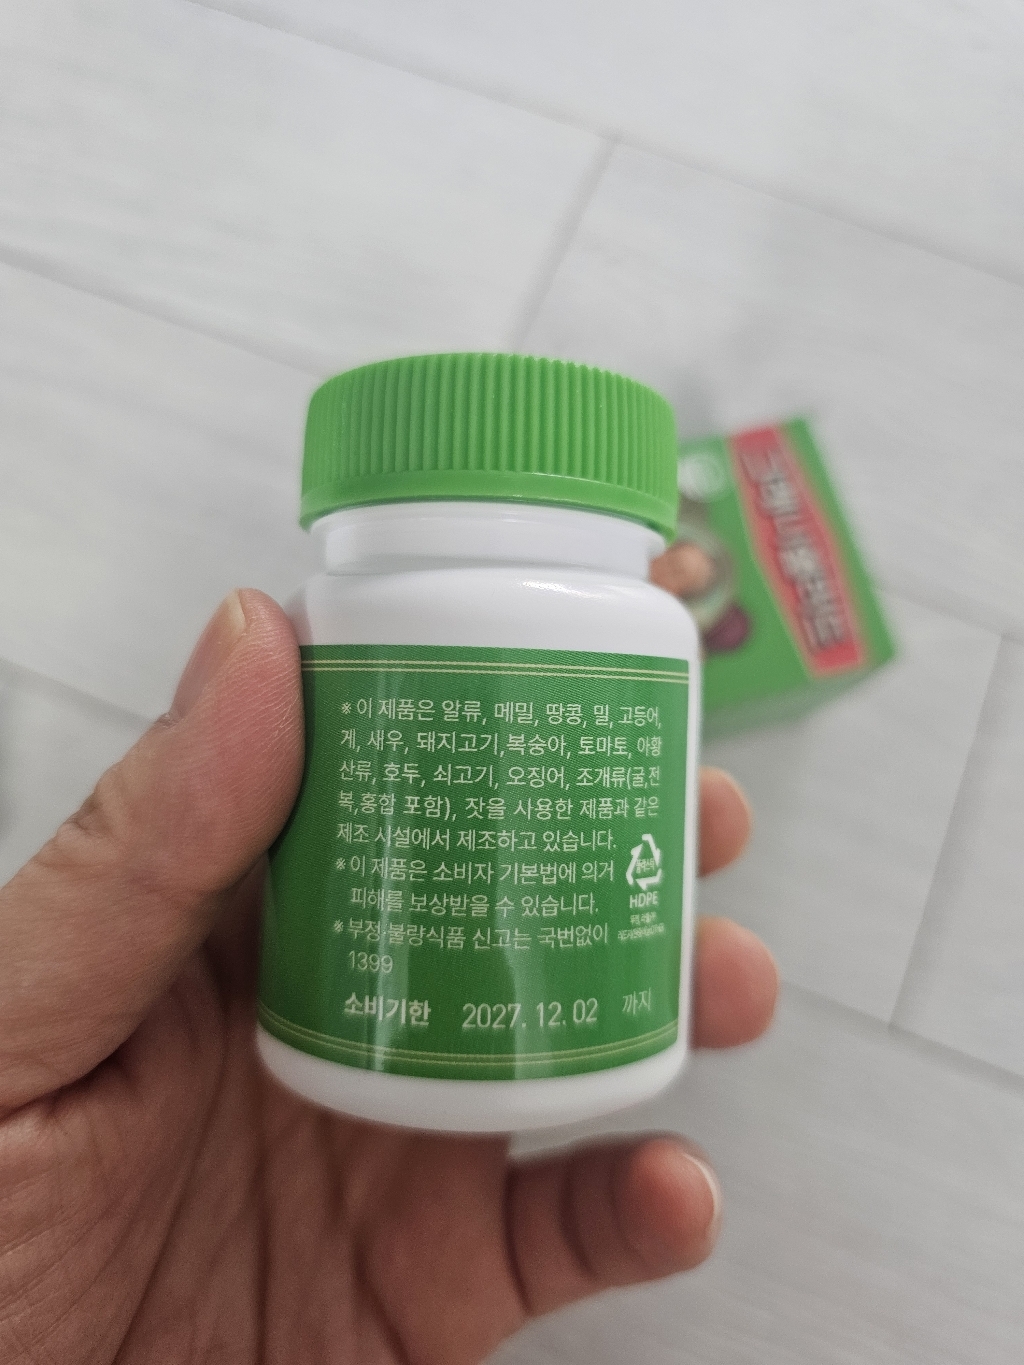 ※이 제품은 알류, 메밀, 땅콩, 밀, 고등어,
게, 새우, 돼지고기,복숭아, 토마토, 아황
산류, 호두, 쇠고기, 오징어, 조개류(굴,전
복,홍합 포함), 잣을 사용한 제품과 같은
제조 시설에서 제조하고 있습니다.
※이 제품은 소비자 기본법에 의거
피해를 보상받을 수 있습니다.
※부정·불량식품 신고는 국번없이
1399
HDPE
소비기한 2027. 12. 02 까지